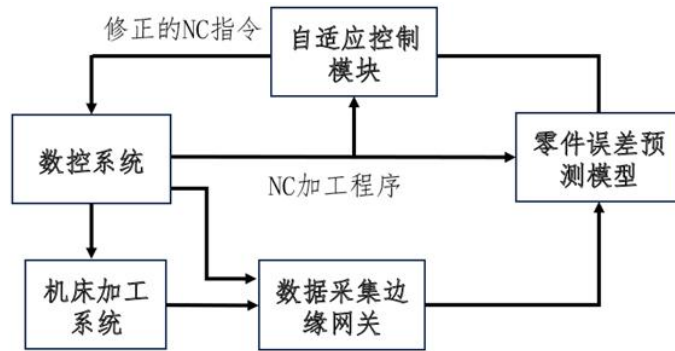 修正的NC指令
自适应控制
模块
数控系统
NC加工程序
零件误差预
测模型
机床加工
系统
数据采集边
缘网关